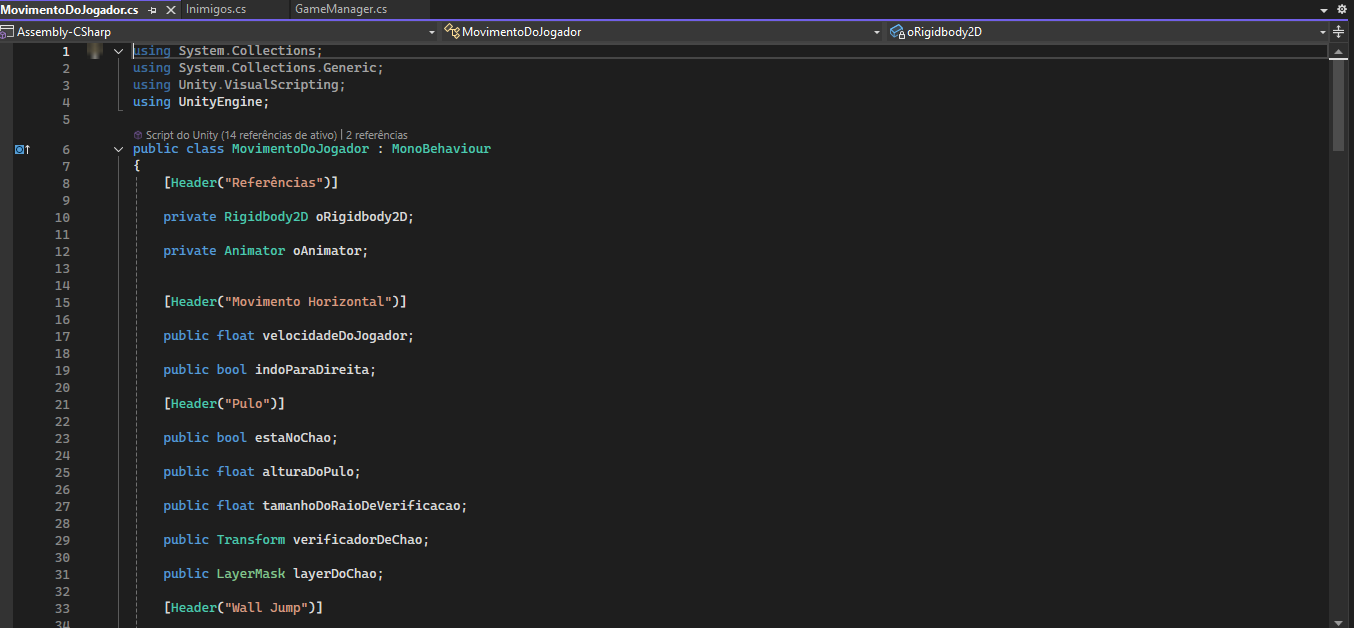 MovimentoDoJogador.cs
Inimigos.cs
GameManager.cs
Assembly-CSharp
MovimentoDoJogador
oRigidbody2D
1 using System.Collections;
2 using System.Collections.Generic;
3 using Unity.VisualScripting;
4 using UnityEngine;
5
Script do Unity (14 referências de ativo) | 2 referências
6 public class MovimentoDoJogador : MonoBehaviour
7 {
8 [Header("Referências")]
9
10 private Rigidbody2D oRigidbody2D;
11
12 private Animator oAnimator;
13
14
15 [Header("Movimento Horizontal")]
16
17 public float velocidadeDoJogador;
18
19 public bool indoParaDireita;
20
21 [Header("Pulo")]
22
23 public bool estaNoChao;
24
25 public float alturaDoPulo;
26
27 public float tamanhoDoRaioDeVerificacao;
28
29 public Transform verificadorDeChao;
30
31 public LayerMask layerDoChao;
32
33 [Header("Wall Jump")]
34